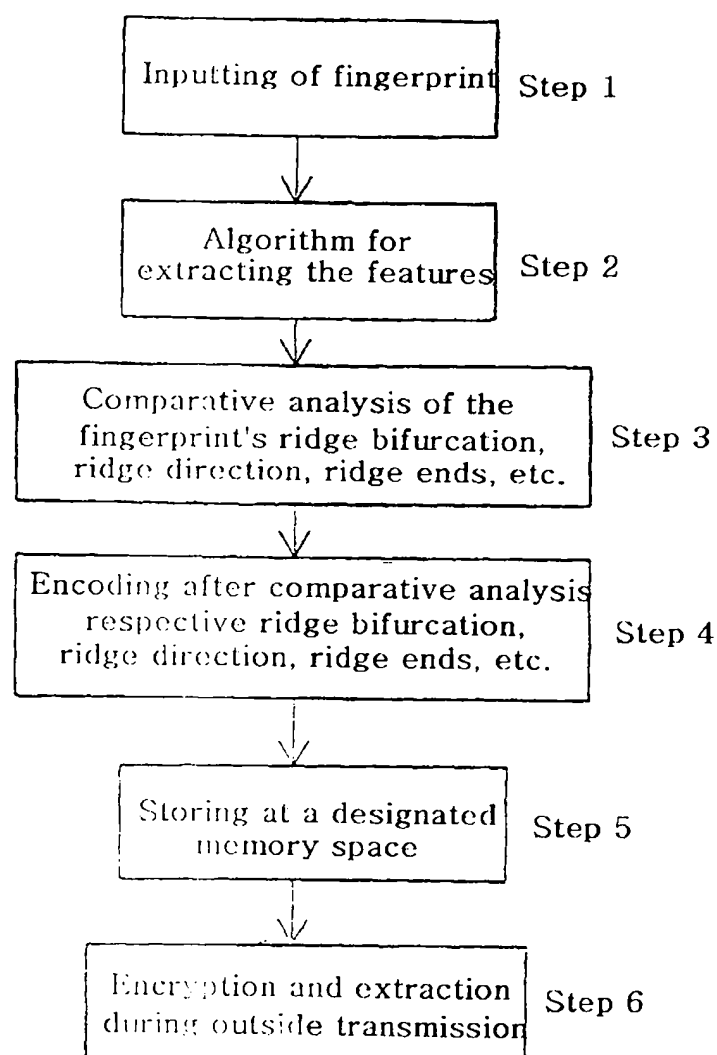 Inputting of fingerprint
Step 1
Algorithm for
extracting the features
Step 2
Comparative analysis of the
fingerprint's ridge bifurcation,
ridge direction, ridge ends, etc.
Step 3
Encoding after comparative analysis
respective ridge bifurcation,
ridge direction, ridge ends, etc.
Step 4
Storing at a designated
memory space
Step 5
Encryption and extraction
during outside transmission
Step 6